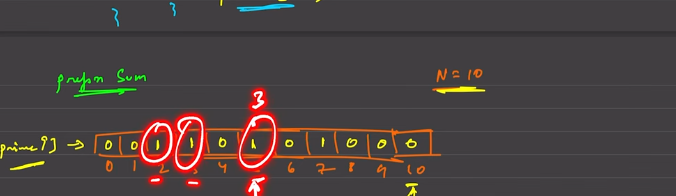 prefix Sum
N = 10
3
prime[] → 0 0 1 1 0 1 0 1 0 0 0
0 1 2 3 4 6 7 8 9 10